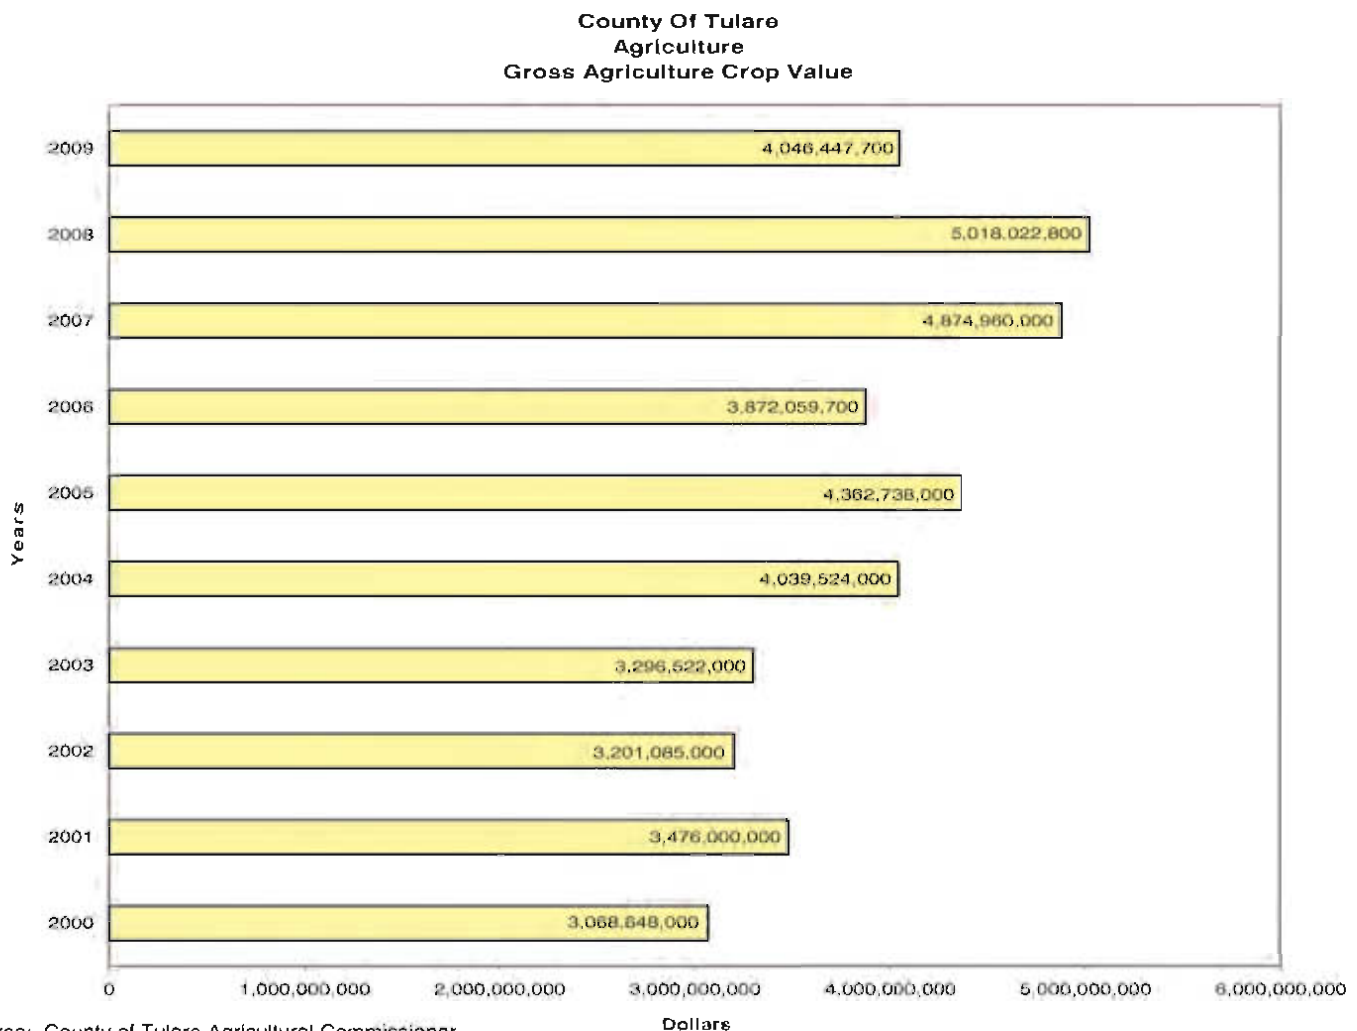 County Of Tulare
Agriculture
Gross Agriculture Crop Value
2009 4,046,447,700
2008 5,018,022,800
2007 4,874,960,000
2006 3,872,059,700
2005 4,362,738,000
Years
2004 4,039,524,000
2003 3,296,522,000
2002 3,201,085,000
2001 3,476,000,000
2000
0 1,000,000,000 2,000,000,000 3,000,000,000 4,000,000,000 5,000,000,000 6,000,000,000
Dollars
County of Tulare Agricultural Commissioner